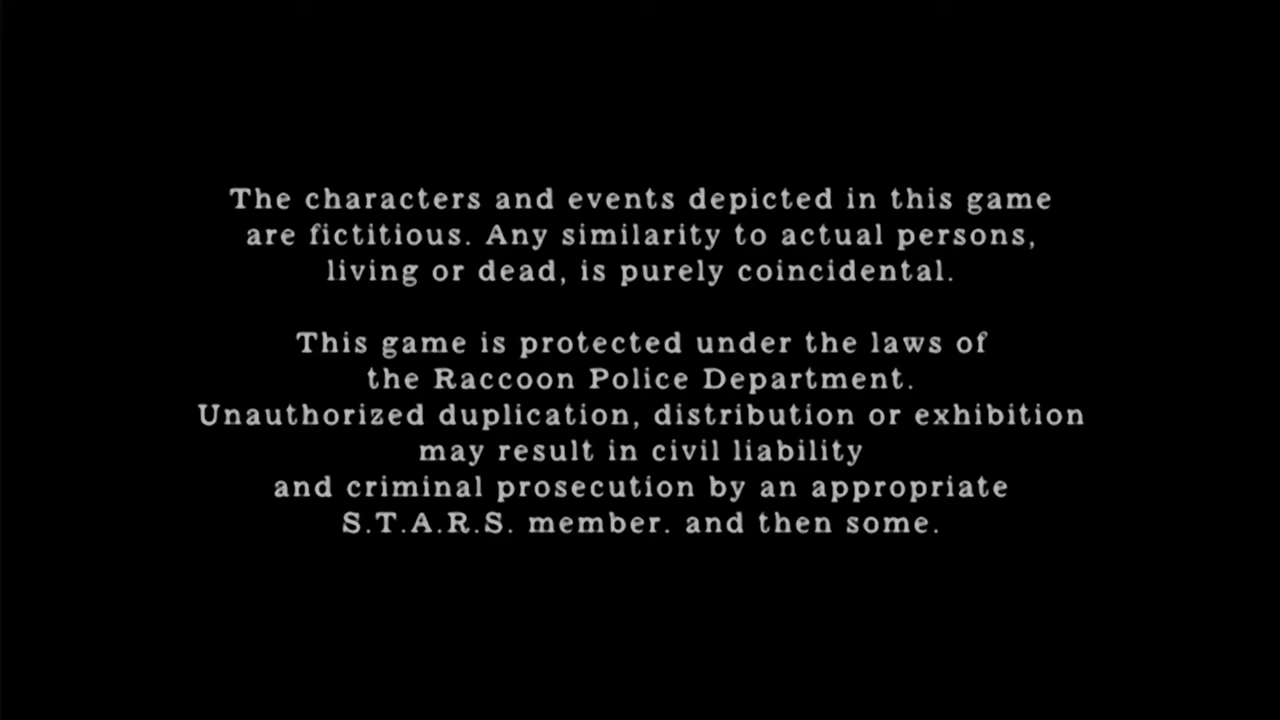 The characters and events depicted in this game
are fictitious. Any similarity to actual persons,
living or dead, is purely coincidental.
This game is protected under the laws of
the Raccoon Police Department.
Unauthorized duplication, distribution or exhibition
may result in civil liability
and criminal prosecution by an appropriate
S.T.A.R.S. member. and then some.